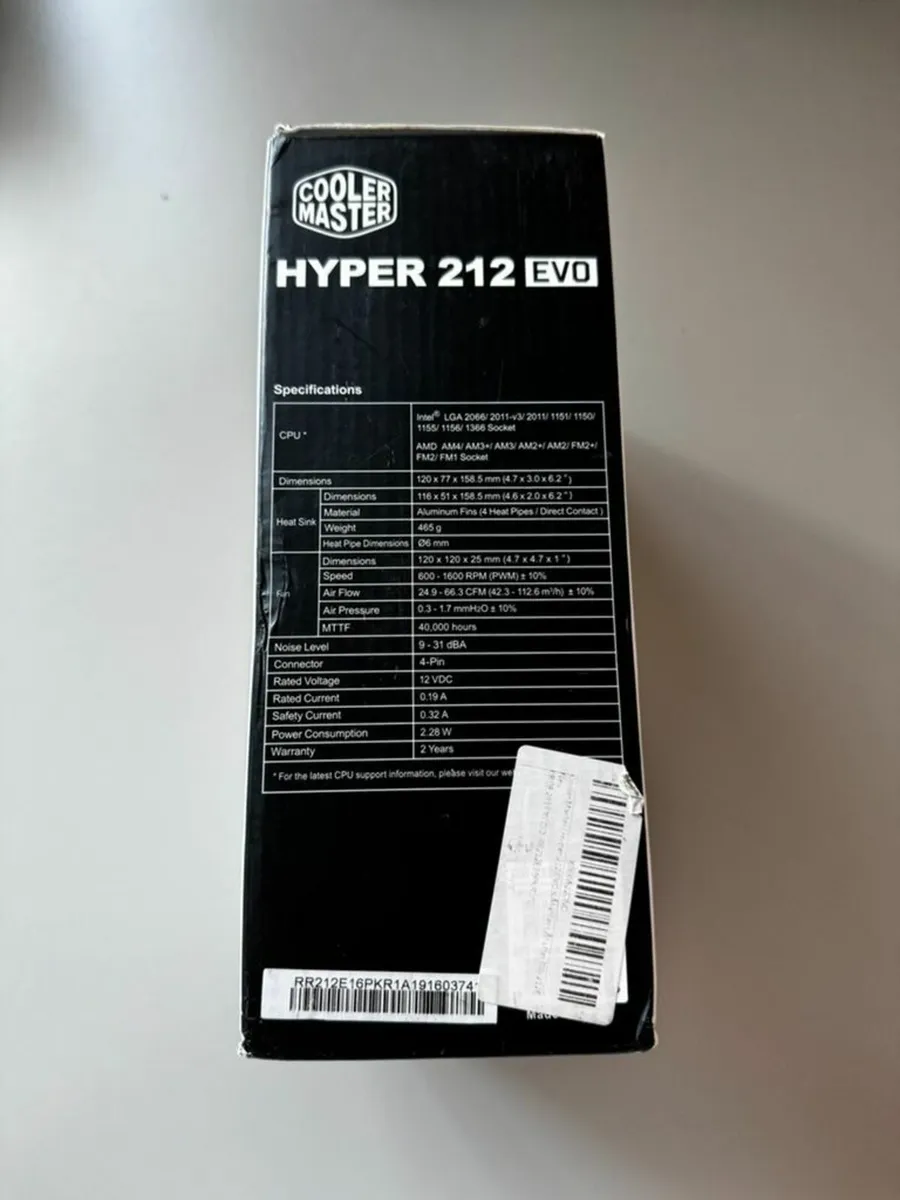 COOLER
MASTER
HYPER 212 EVO
Specifications
CPU *
Intel® LGA 2066/ 2011-v3/ 2011/ 1151/ 1150/
1155/ 1156/ 1366 Socket
AMD AM4/ AM3+/ AM3/ AM2+/ AM2/ FM2+/
FM2/ FM1 Socket
Dimensions 120 x 77 x 158.5 mm (4.7 x 3.0 x 6.2 ")
Heat Sink
Dimensions 116 x 51 x 158.5 mm (4.6 x 2.0 x 6.2 ")
Material Aluminum Fins (4 Heat Pipes / Direct Contact )
Weight 465 g
Heat Pipe Dimensions Ø6 mm
Fan
Dimensions 120 x 120 x 25 mm (4.7 x 4.7 x 1 ")
Speed 600 - 1600 RPM (PWM) ± 10%
Air Flow 24.9 - 66.3 CFM (42.3 - 112.6 m³/h) ± 10%
Air Pressure 0.3 - 1.7 mmH2O ± 10%
MTTF 40,000 hours
Noise Level 9 - 31 dBA
Connector 4-Pin
Rated Voltage 12 VDC
Rated Current 0.19 A
Safety Current 0.32 A
Power Consumption 2.28 W
Warranty 2 Years
* For the latest CPU support information, please visit our we
RR212E16PKR1A19160374
Made